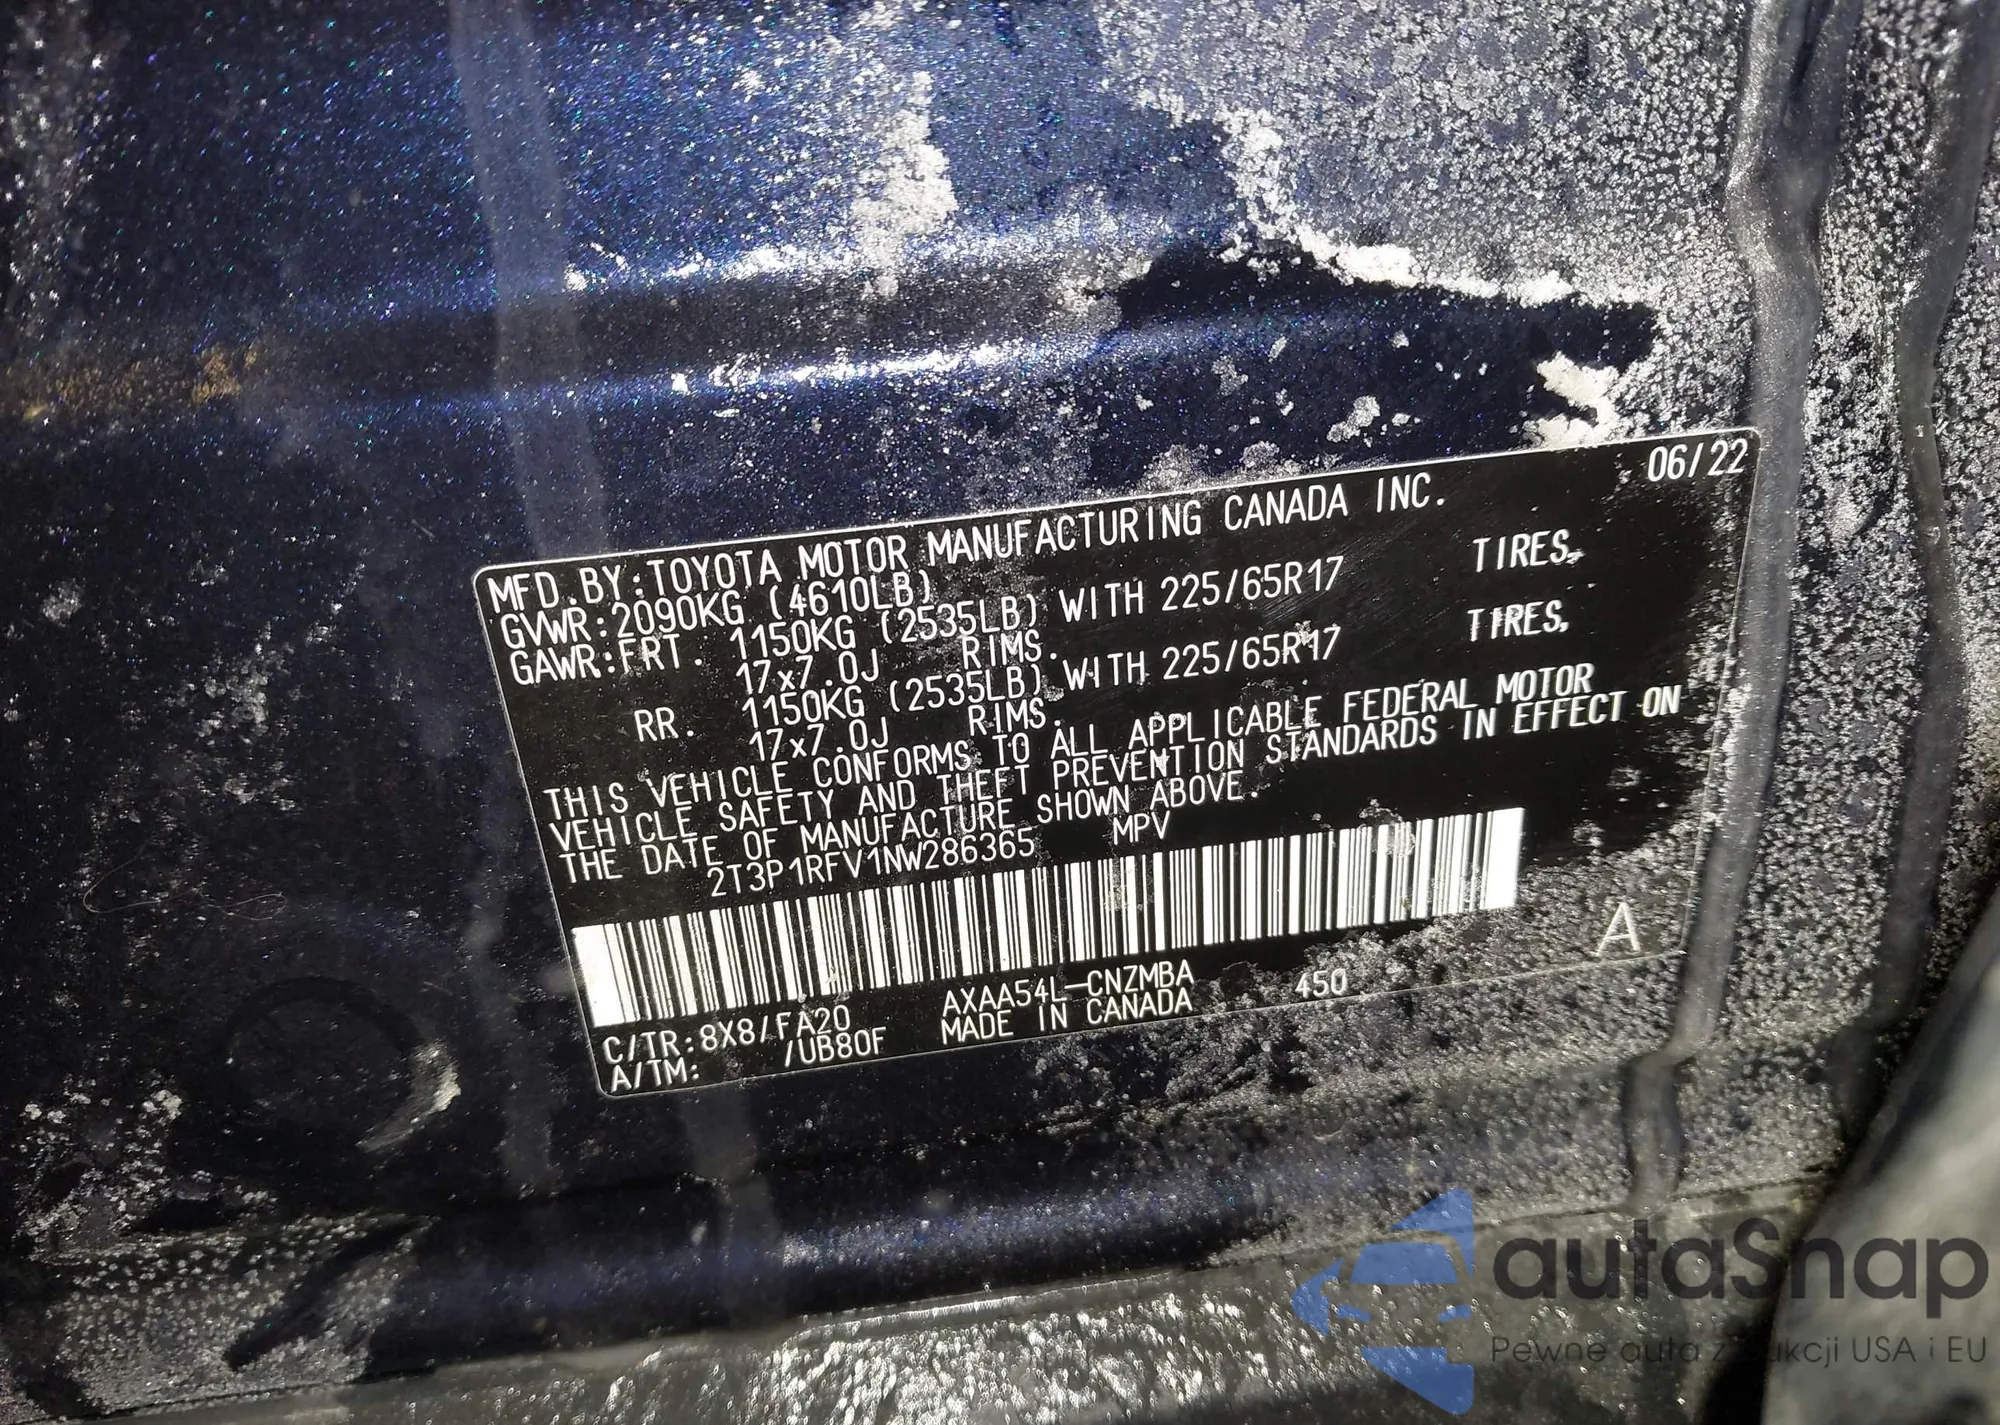 06/22
MFD.BY:TOYOTA MOTOR MANUFACTURING CANADA INC.
GVWR:2090KG (4610LB)
GAWR:FRT. 1150KG (2535LB) WITH 225/65R17 TIRES,
17x7.0J RIMS.
RR. 1150KG (2535LB) WITH 225/65R17 TIRES,
17x7.0J RIMS.
THIS VEHICLE CONFORMS TO ALL APPLICABLE FEDERAL MOTOR
VEHICLE SAFETY AND THEFT PREVENTION STANDARDS IN EFFECT ON
THE DATE OF MANUFACTURE SHOWN ABOVE.
2T3P1RFV1NW286365 MPV
A
C/TR:8X8/FA20 AXAA54L-CNZMBA 450
A/TM: /UB80F MADE IN CANADA
autaSnap
Pewne auta z aukcji USA i EU